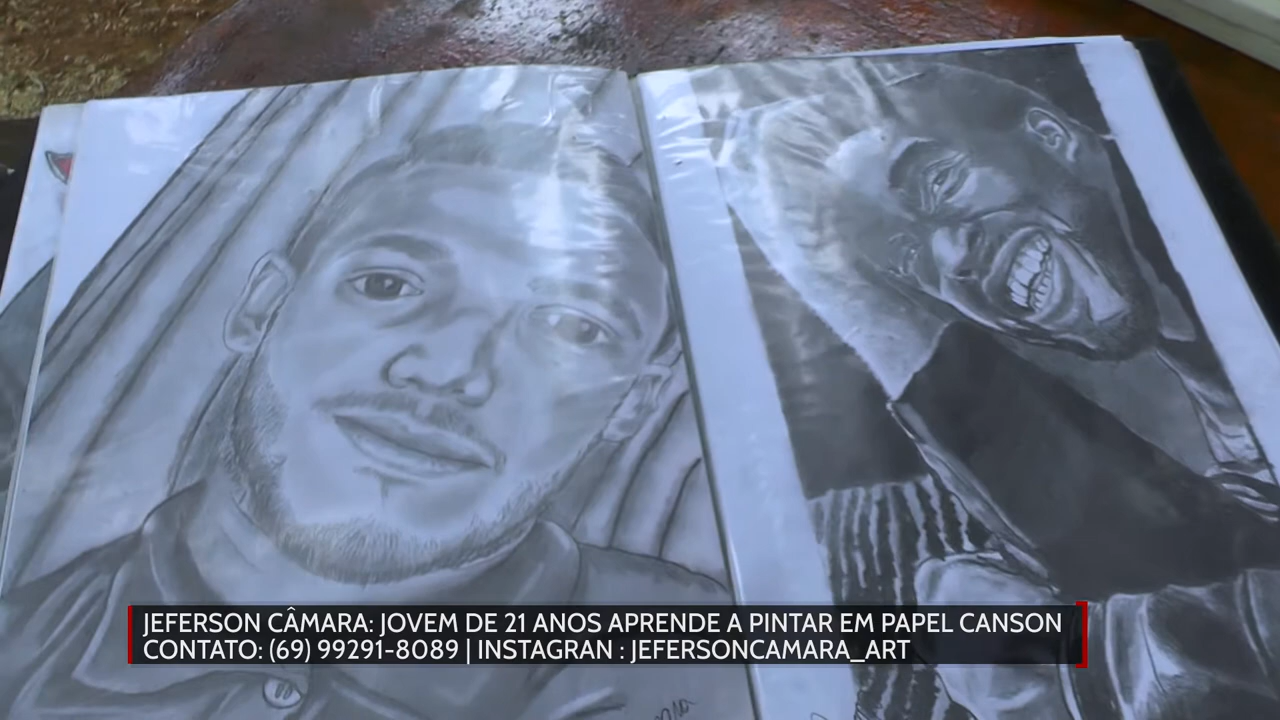 JEFERSON CÂMARA: JOVEM DE 21 ANOS APRENDE A PINTAR EM PAPEL CANSON
CONTATO: (69) 99291-8089 | INSTAGRAN : JEFERSONCAMARA_ART